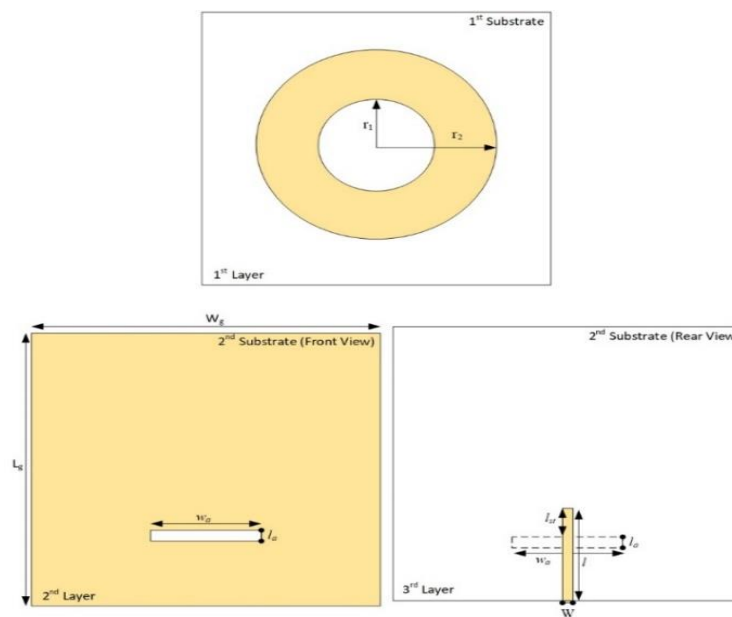 1st Substrate
r1
r2
1st Layer
Wg
2nd Substrate (Front View)
Lg
wa
la
2nd Layer
2nd Substrate (Rear View
lst
la
wa
l
3rd Layer
W